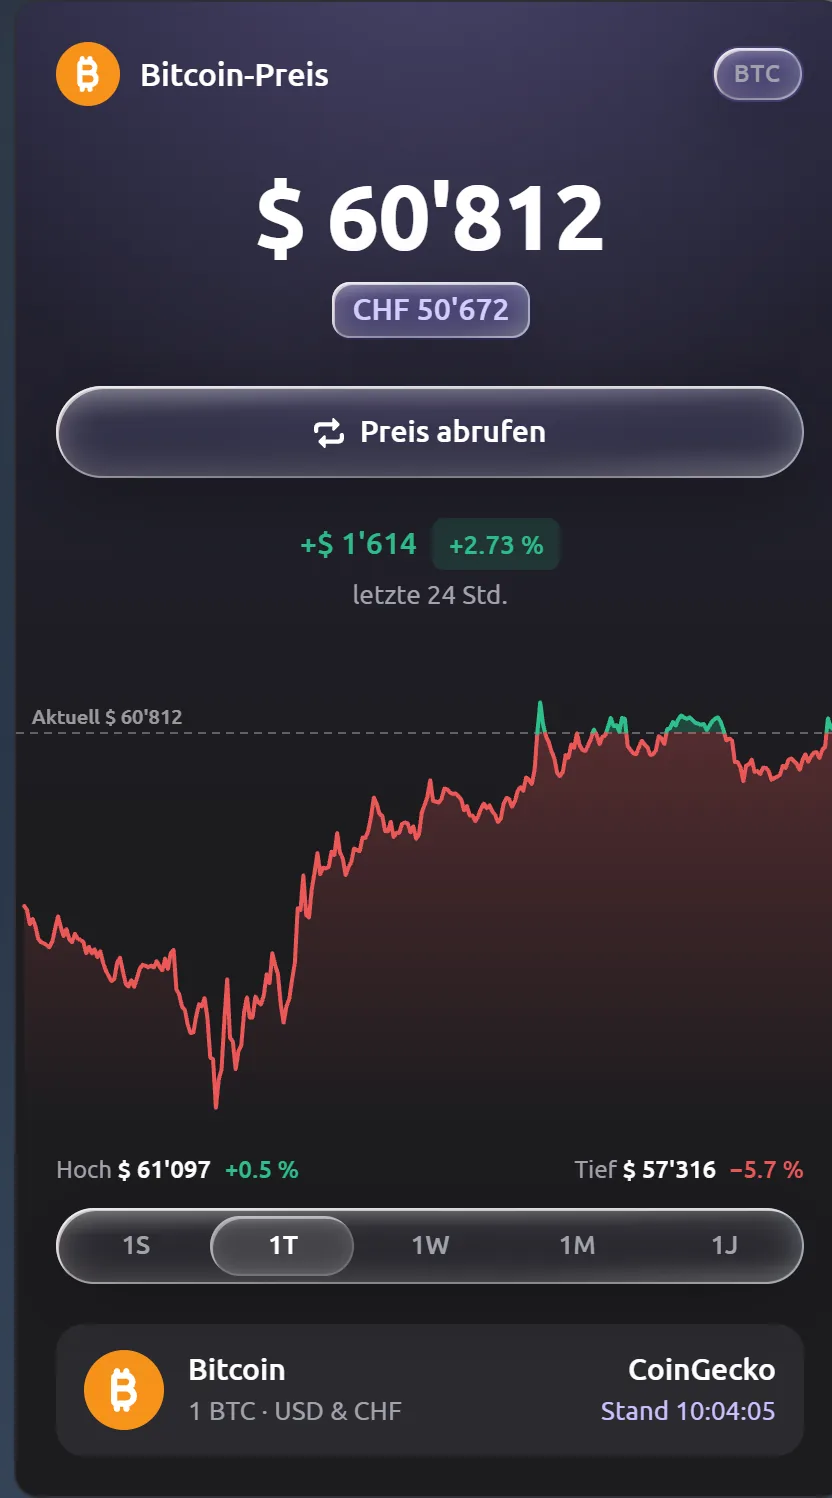 Bitcoin-Preis
BTC
$ 60'812
CHF 50'672
Preis abrufen
+$ 1'614 +2.73 %
letzte 24 Std.
Aktuell $ 60'812
Hoch $ 61'097 +0.5 %
Tief $ 57'316 −5.7 %
1S 1T 1W 1M 1J
Bitcoin
1 BTC · USD & CHF
CoinGecko
Stand 10:04:05